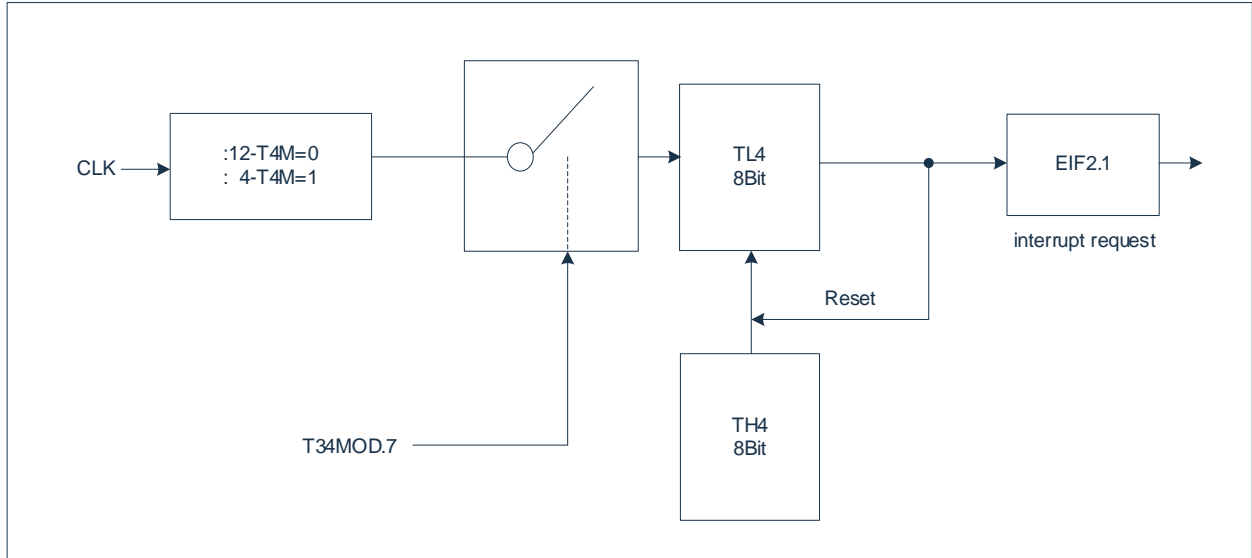 CLK
:12-T4M=0
:  4-T4M=1
TL4
8Bit
EIF2.1
interrupt request
Reset
TH4
8Bit
T34MOD.7